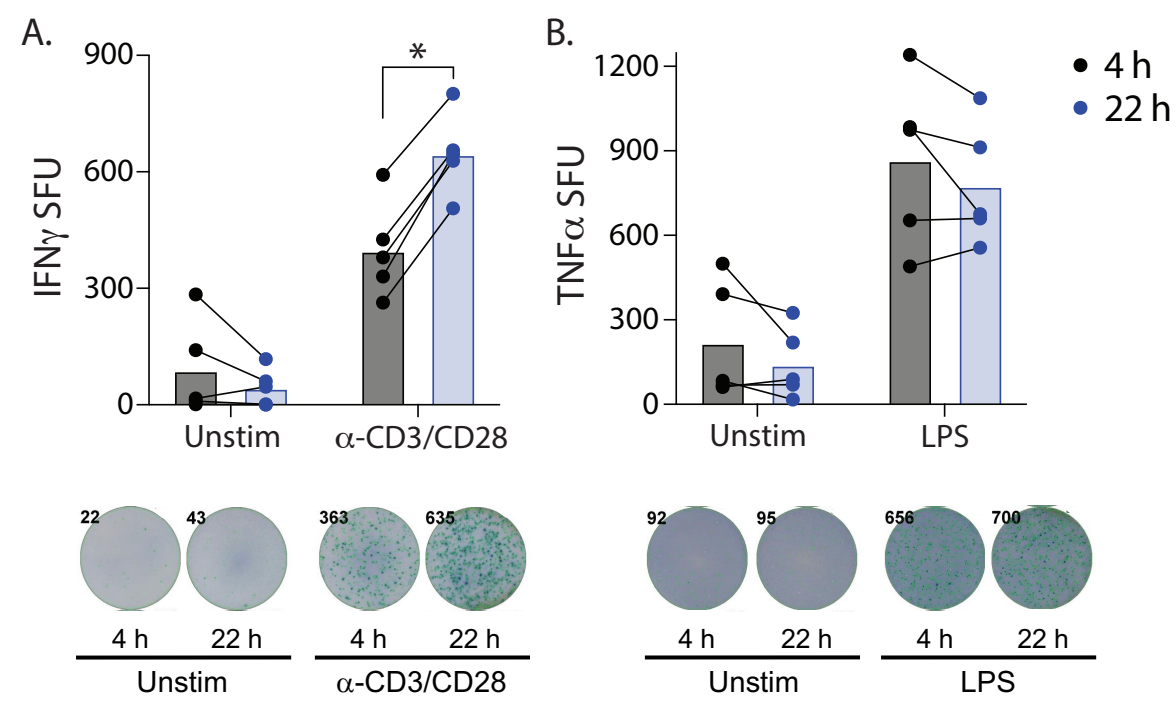 A.
IFNγ SFU
900
600
300
0
*
Unstim
α-CD3/CD28
B.
TNFα SFU
1200
900
600
300
0
Unstim
LPS
4 h
22 h
22
43
363
635
4 h
22 h
4 h
22 h
Unstim
α-CD3/CD28
92
95
656
700
4 h
22 h
4 h
22 h
Unstim
LPS